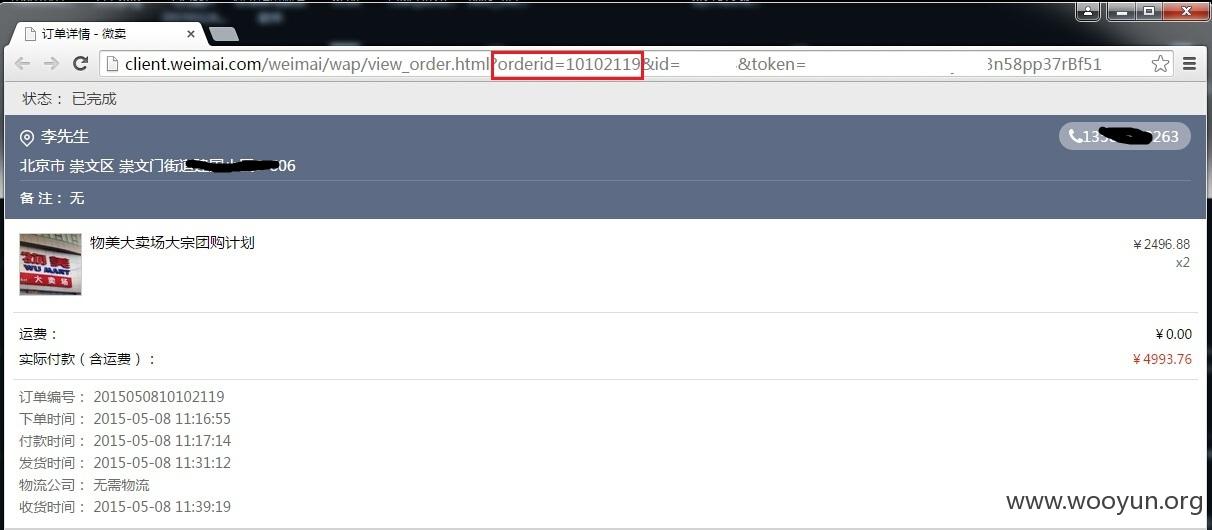 订单详情 - 微卖
client.weimai.com/weimai/wap/view_order.html?orderid=10102119&id= &token= 3n58pp37rBf51
状态： 已完成
李先生
133 263
北京市 崇文区 崇文门街道 06
备 注： 无
物美大卖场大宗团购计划
￥2496.88
x2
物美
WU MART
大卖场
运费：
￥0.00
实际付款（含运费）：
￥4993.76
订单编号： 2015050810102119
下单时间： 2015-05-08 11:16:55
付款时间： 2015-05-08 11:17:14
发货时间： 2015-05-08 11:31:12
物流公司： 无需物流
收货时间： 2015-05-08 11:39:19
www.wooyun.org